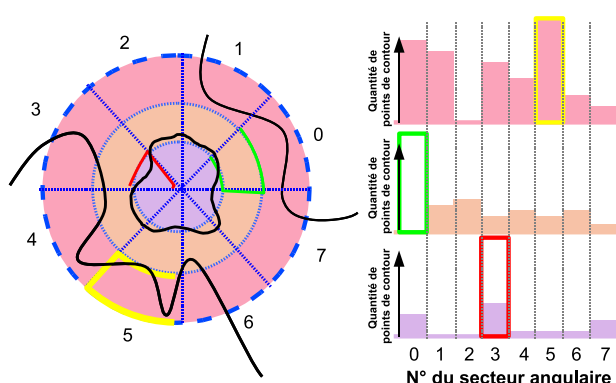 2
1
3
0
4
7
5
6
Quantité de
points de contour
Quantité de
points de contour
Quantité de
points de contour
0 1 2 3 4 5 6 7
N° du secteur angulaire